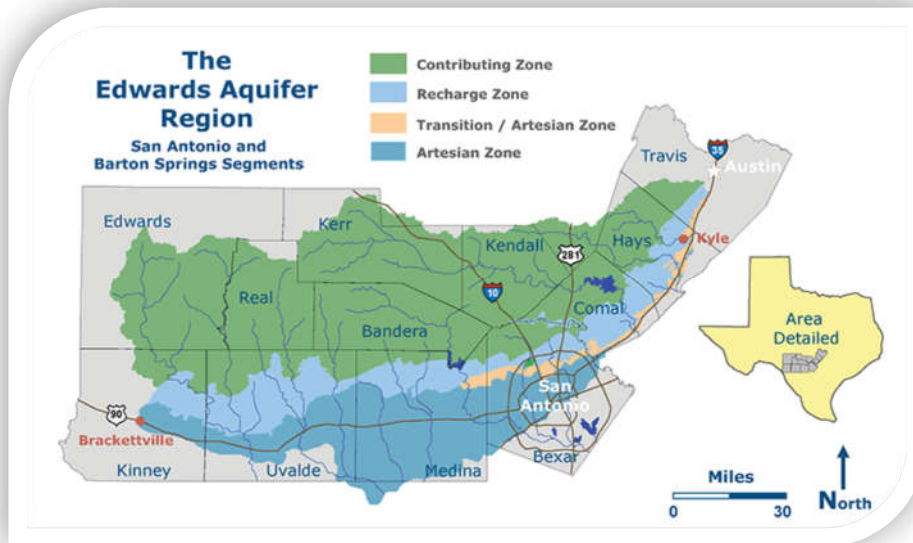 The
Edwards Aquifer
Region
San Antonio and
Barton Springs Segments
Contributing Zone
Recharge Zone
Transition / Artesian Zone
Artesian Zone
Travis
35
Austin
Edwards
Kerr
Kendall
Hays
Kyle
281
Real
10
Comal
Bandera
Area
Detailed
San
Antonio
90
Brackettville
Kinney
Uvalde
Medina
Bexar
Miles
0 30
North